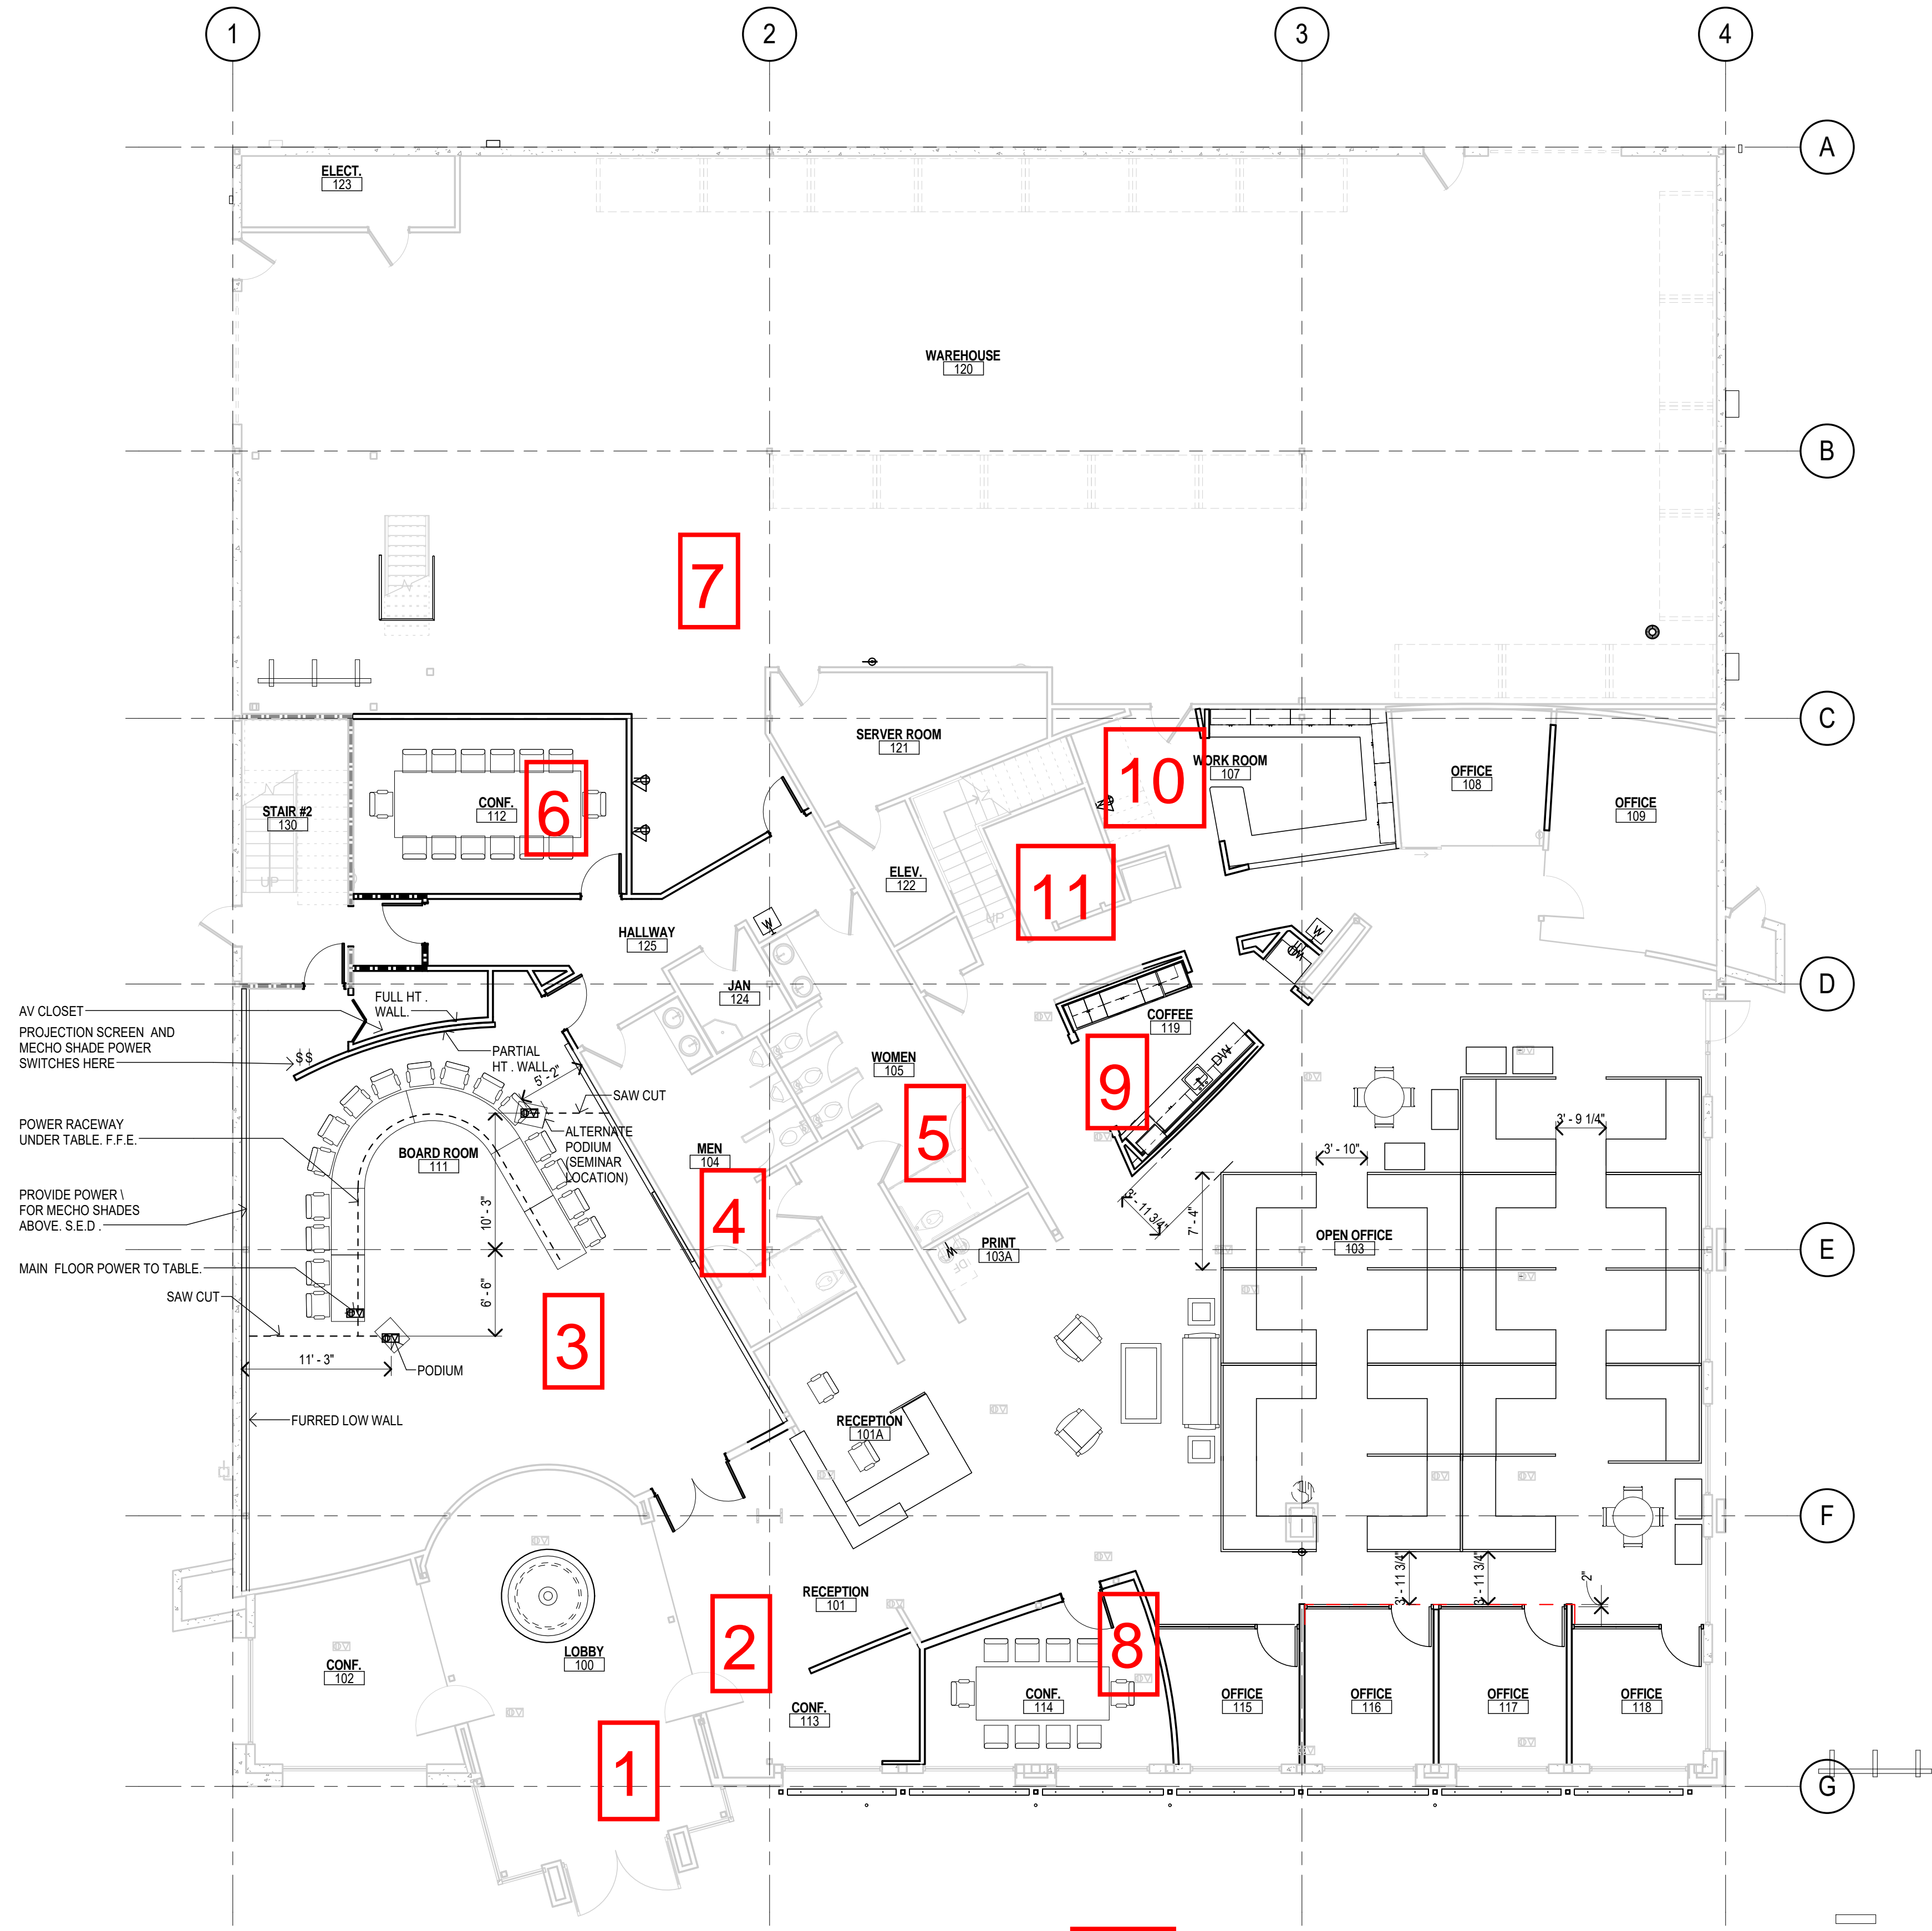 1
2
3
4
A
ELECT.
123
WAREHOUSE
120
B
7
C
SERVER ROOM
121
10
WORK ROOM
107
OFFICE
108
OFFICE
109
STAIR #2
130
UP
CONF.
112
6
ELEV.
122
11
UP
W
HALLWAY
125
W
D
JAN
124
AV CLOSET
FULL HT .
WALL.
PROJECTION SCREEN AND
MECHO SHADE POWER
SWITCHES HERE
$$
PARTIAL
HT . WALL
5' - 2"
SAW CUT
COFFEE
119
DW
9
WOMEN
105
5
POWER RACEWAY
UNDER TABLE. F.F.E.
ALTERNATE
PODIUM
(SEMINAR
LOCATION)
BOARD ROOM
111
MEN
104
4
3' - 9 1/4"
3' - 10"
3' - 11 3/4"
7' - 4"
PROVIDE POWER \
FOR MECHO SHADES
ABOVE. S.E.D .
10' - 3"
PRINT
103A
OPEN OFFICE
103
E
MAIN FLOOR POWER TO TABLE.
SAW CUT
6' - 6"
3
11' - 3"
PODIUM
FURRED LOW WALL
RECEPTION
101A
F
3' - 11 3/4"
3' - 11 3/4"
2"
RECEPTION
101
2
8
LOBBY
100
CONF.
102
CONF.
113
CONF.
114
OFFICE
115
OFFICE
116
OFFICE
117
OFFICE
118
1
G